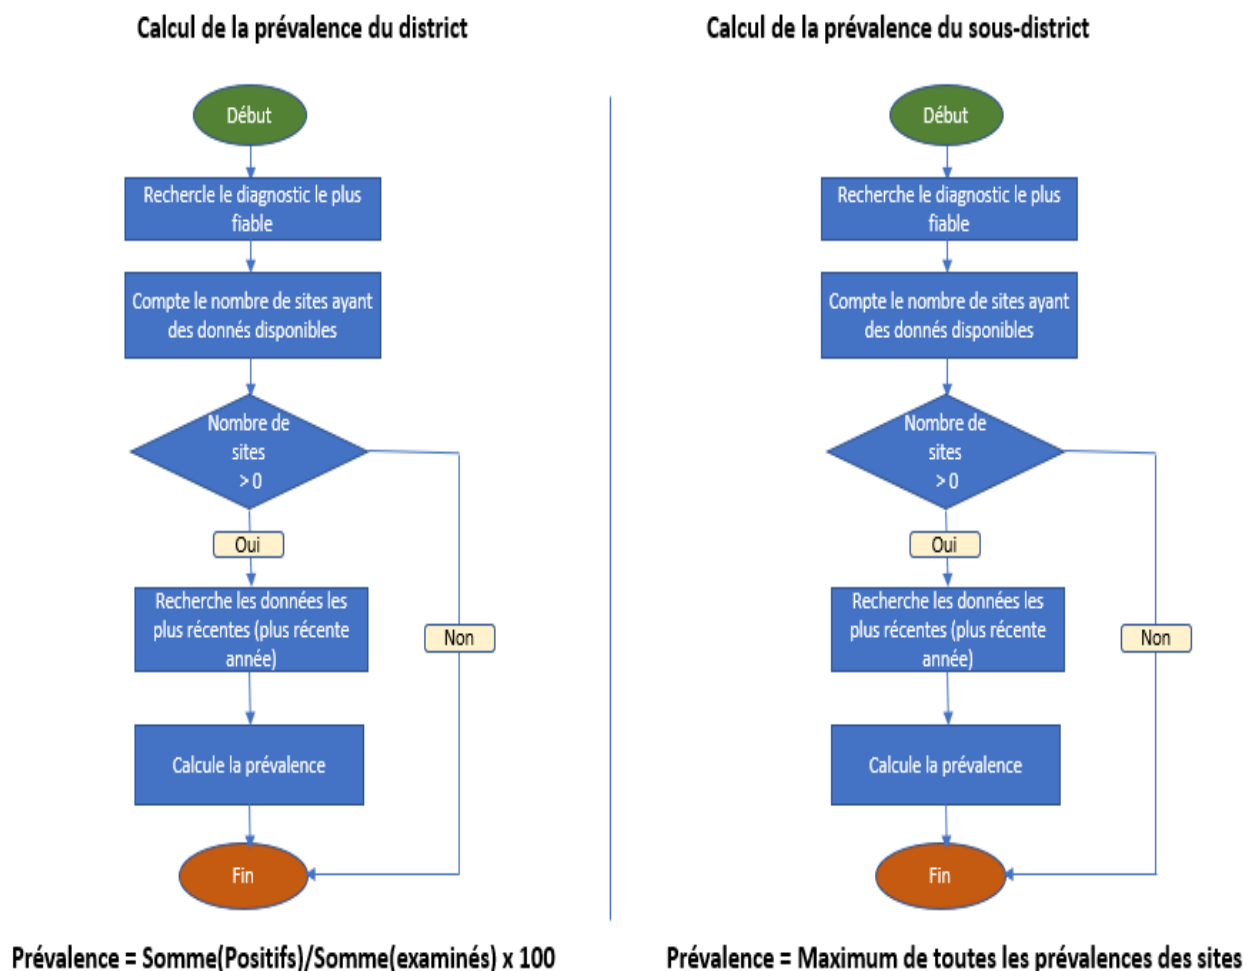 Calcul de la prévalence du district
Début
Rechercle le diagnostic le plus
fiable
Compte le nombre de sites ayant
des donnés disponibles
Nombre de
sites
> 0
Oui
Non
Recherche les données les
plus récentes (plus récente
année)
Calcule la prévalence
Fin
Prévalence = Somme(Positifs)/Somme(examinés) x 100
Calcul de la prévalence du sous-district
Début
Recherche le diagnostic le plus
fiable
Compte le nombre de sites ayant
des donnés disponibles
Nombre de
sites
> 0
Oui
Non
Recherche les données les
plus récentes (plus récente
année)
Calcule la prévalence
Fin
Prévalence = Maximum de toutes les prévalences des sites